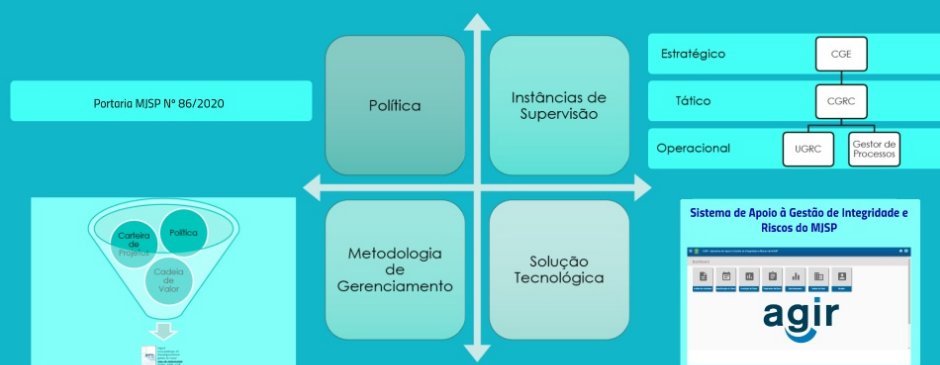 Portaria MJSP Nº 86/2020
Política
Instâncias de
Supervisão
Estratégico
CGE
Tático
CGRC
Operacional
UGRC
Gestor de
Processos
Carteira
de
Projetos
Política
Cadeia
de
Valor
Metodologia
de
Gerenciamento
Solução
Tecnológica
Sistema de Apoio à Gestão de Integridade e
Riscos do MJSP
agir